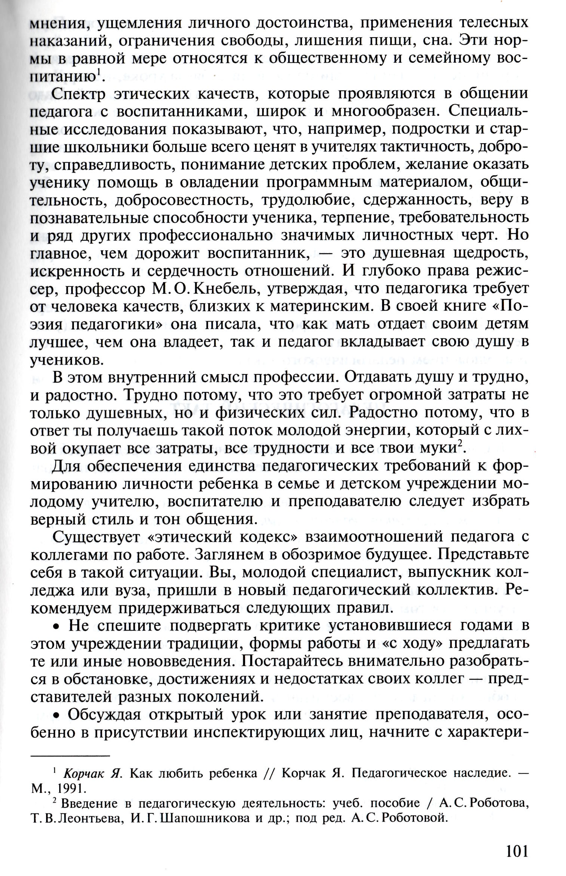 мнения, ущемления личного достоинства, применения телесных
наказаний, ограничения свободы, лишения пищи, сна. Эти нор-
мы в равной мере относятся к общественному и семейному вос-
питанию¹.
Спектр этических качеств, которые проявляются в общении
педагога с воспитанниками, широк и многообразен. Специаль-
ные исследования показывают, что, например, подростки и стар-
шие школьники больше всего ценят в учителях тактичность, добро-
ту, справедливость, понимание детских проблем, желание оказать
ученику помощь в овладении программным материалом, общи-
тельность, добросовестность, трудолюбие, сдержанность, веру в
познавательные способности ученика, терпение, требовательность
и ряд других профессионально значимых личностных черт. Но
главное, чем дорожит воспитанник, — это душевная щедрость,
искренность и сердечность отношений. И глубоко права режис-
сер, профессор М. О. Кнебель, утверждая, что педагогика требует
от человека качеств, близких к материнским. В своей книге «По-
эзия педагогики» она писала, что как мать отдает своим детям
лучшее, чем она владеет, так и педагог вкладывает свою душу в
учеников.
В этом внутренний смысл профессии. Отдавать душу и трудно,
и радостно. Трудно потому, что это требует огромной затраты не
только душевных, но и физических сил. Радостно потому, что в
ответ ты получаешь такой поток молодой энергии, который с лих-
вой окупает все затраты, все трудности и все твои муки².
Для обеспечения единства педагогических требований к фор-
мированию личности ребенка в семье и детском учреждении мо-
лодому учителю, воспитателю и преподавателю следует избрать
верный стиль и тон общения.
Существует «этический кодекс» взаимоотношений педагога с
коллегами по работе. Заглянем в обозримое будущее. Представьте
себя в такой ситуации. Вы, молодой специалист, выпускник кол-
леджа или вуза, пришли в новый педагогический коллектив. Ре-
комендуем придерживаться следующих правил.
• Не спешите подвергать критике установившиеся годами в
этом учреждении традиции, формы работы и «с ходу» предлагать
те или иные нововведения. Постарайтесь внимательно разобрать-
ся в обстановке, достижениях и недостатках своих коллег — пред-
ставителей разных поколений.
• Обсуждая открытый урок или занятие преподавателя, осо-
бенно в присутствии инспектирующих лиц, начните с характери-
¹ Корчак Я. Как любить ребенка // Корчак Я. Педагогическое наследие. —
М., 1991.
² Введение в педагогическую деятельность: учеб. пособие / А. С. Роботова,
Т. В. Леонтьева, И. Г. Шапошникова и др.; под ред. А. С. Роботовой.
101